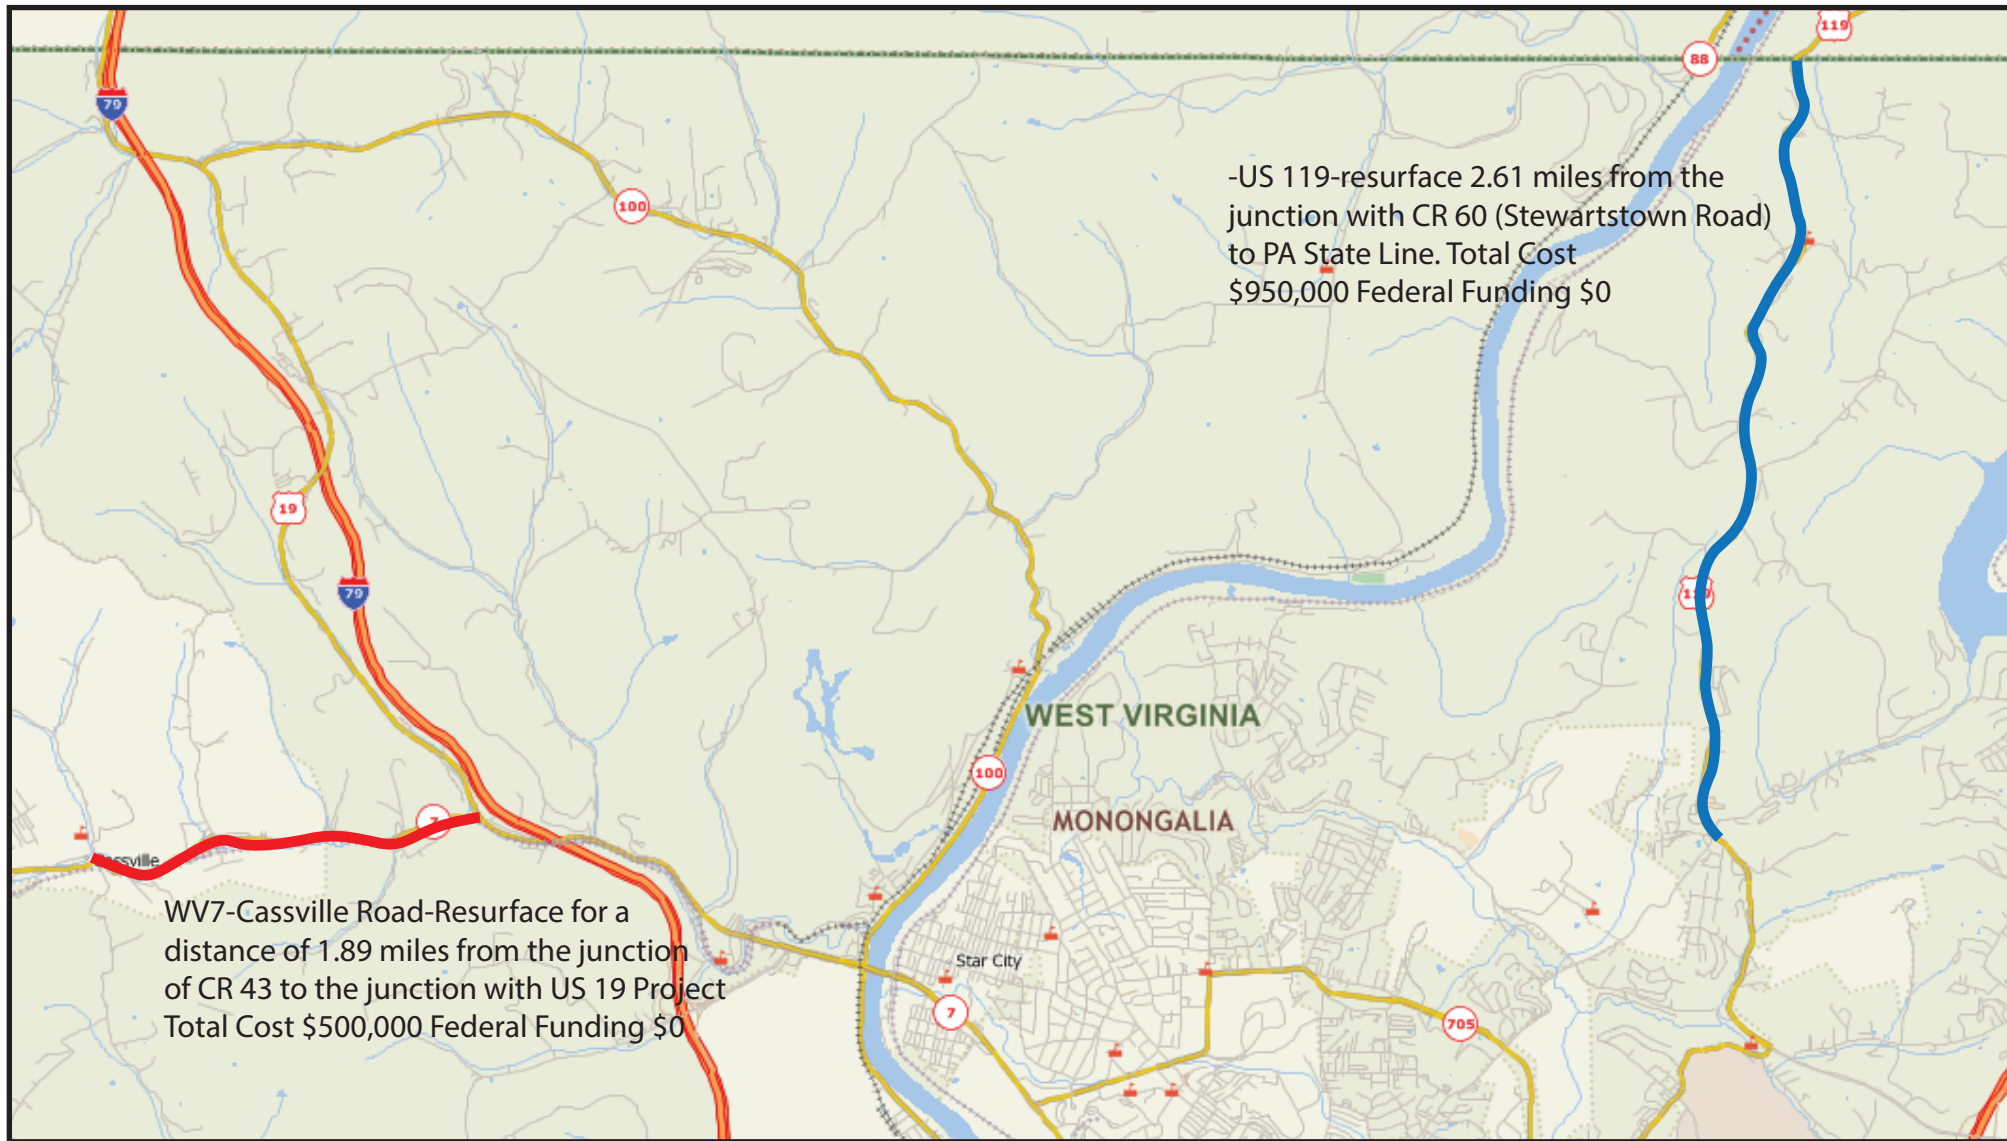 119
88
79
100
-US 119-resurface 2.61 miles from the
junction with CR 60 (Stewartstown Road)
to PA State Line. Total Cost
$950,000 Federal Funding $0
19
79
WEST VIRGINIA
100
MONONGALIA
WV7-Cassville Road-Resurface for a
distance of 1.89 miles from the junction
of CR 43 to the junction with US 19 Project
Total Cost $500,000 Federal Funding $0
Star City
7
705